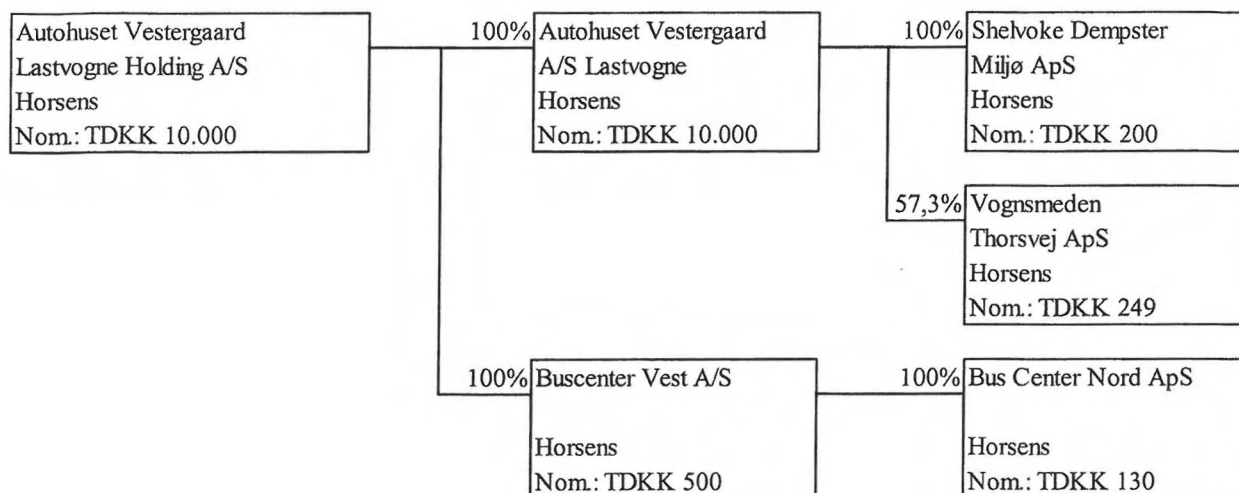 Autohuset Vestergaard
Lastvogne Holding A/S
Horsens
Nom.: TDKK 10.000
100%
Autohuset Vestergaard
A/S Lastvogne
Horsens
Nom.: TDKK 10.000
100%
Shelvoke Dempster
Miljø ApS
Horsens
Nom.: TDKK 200
57,3%
Vognsmeden
Thorsvej ApS
Horsens
Nom.: TDKK 249
100%
Buscenter Vest A/S
Horsens
Nom.: TDKK 500
100%
Bus Center Nord ApS
Horsens
Nom.: TDKK 130